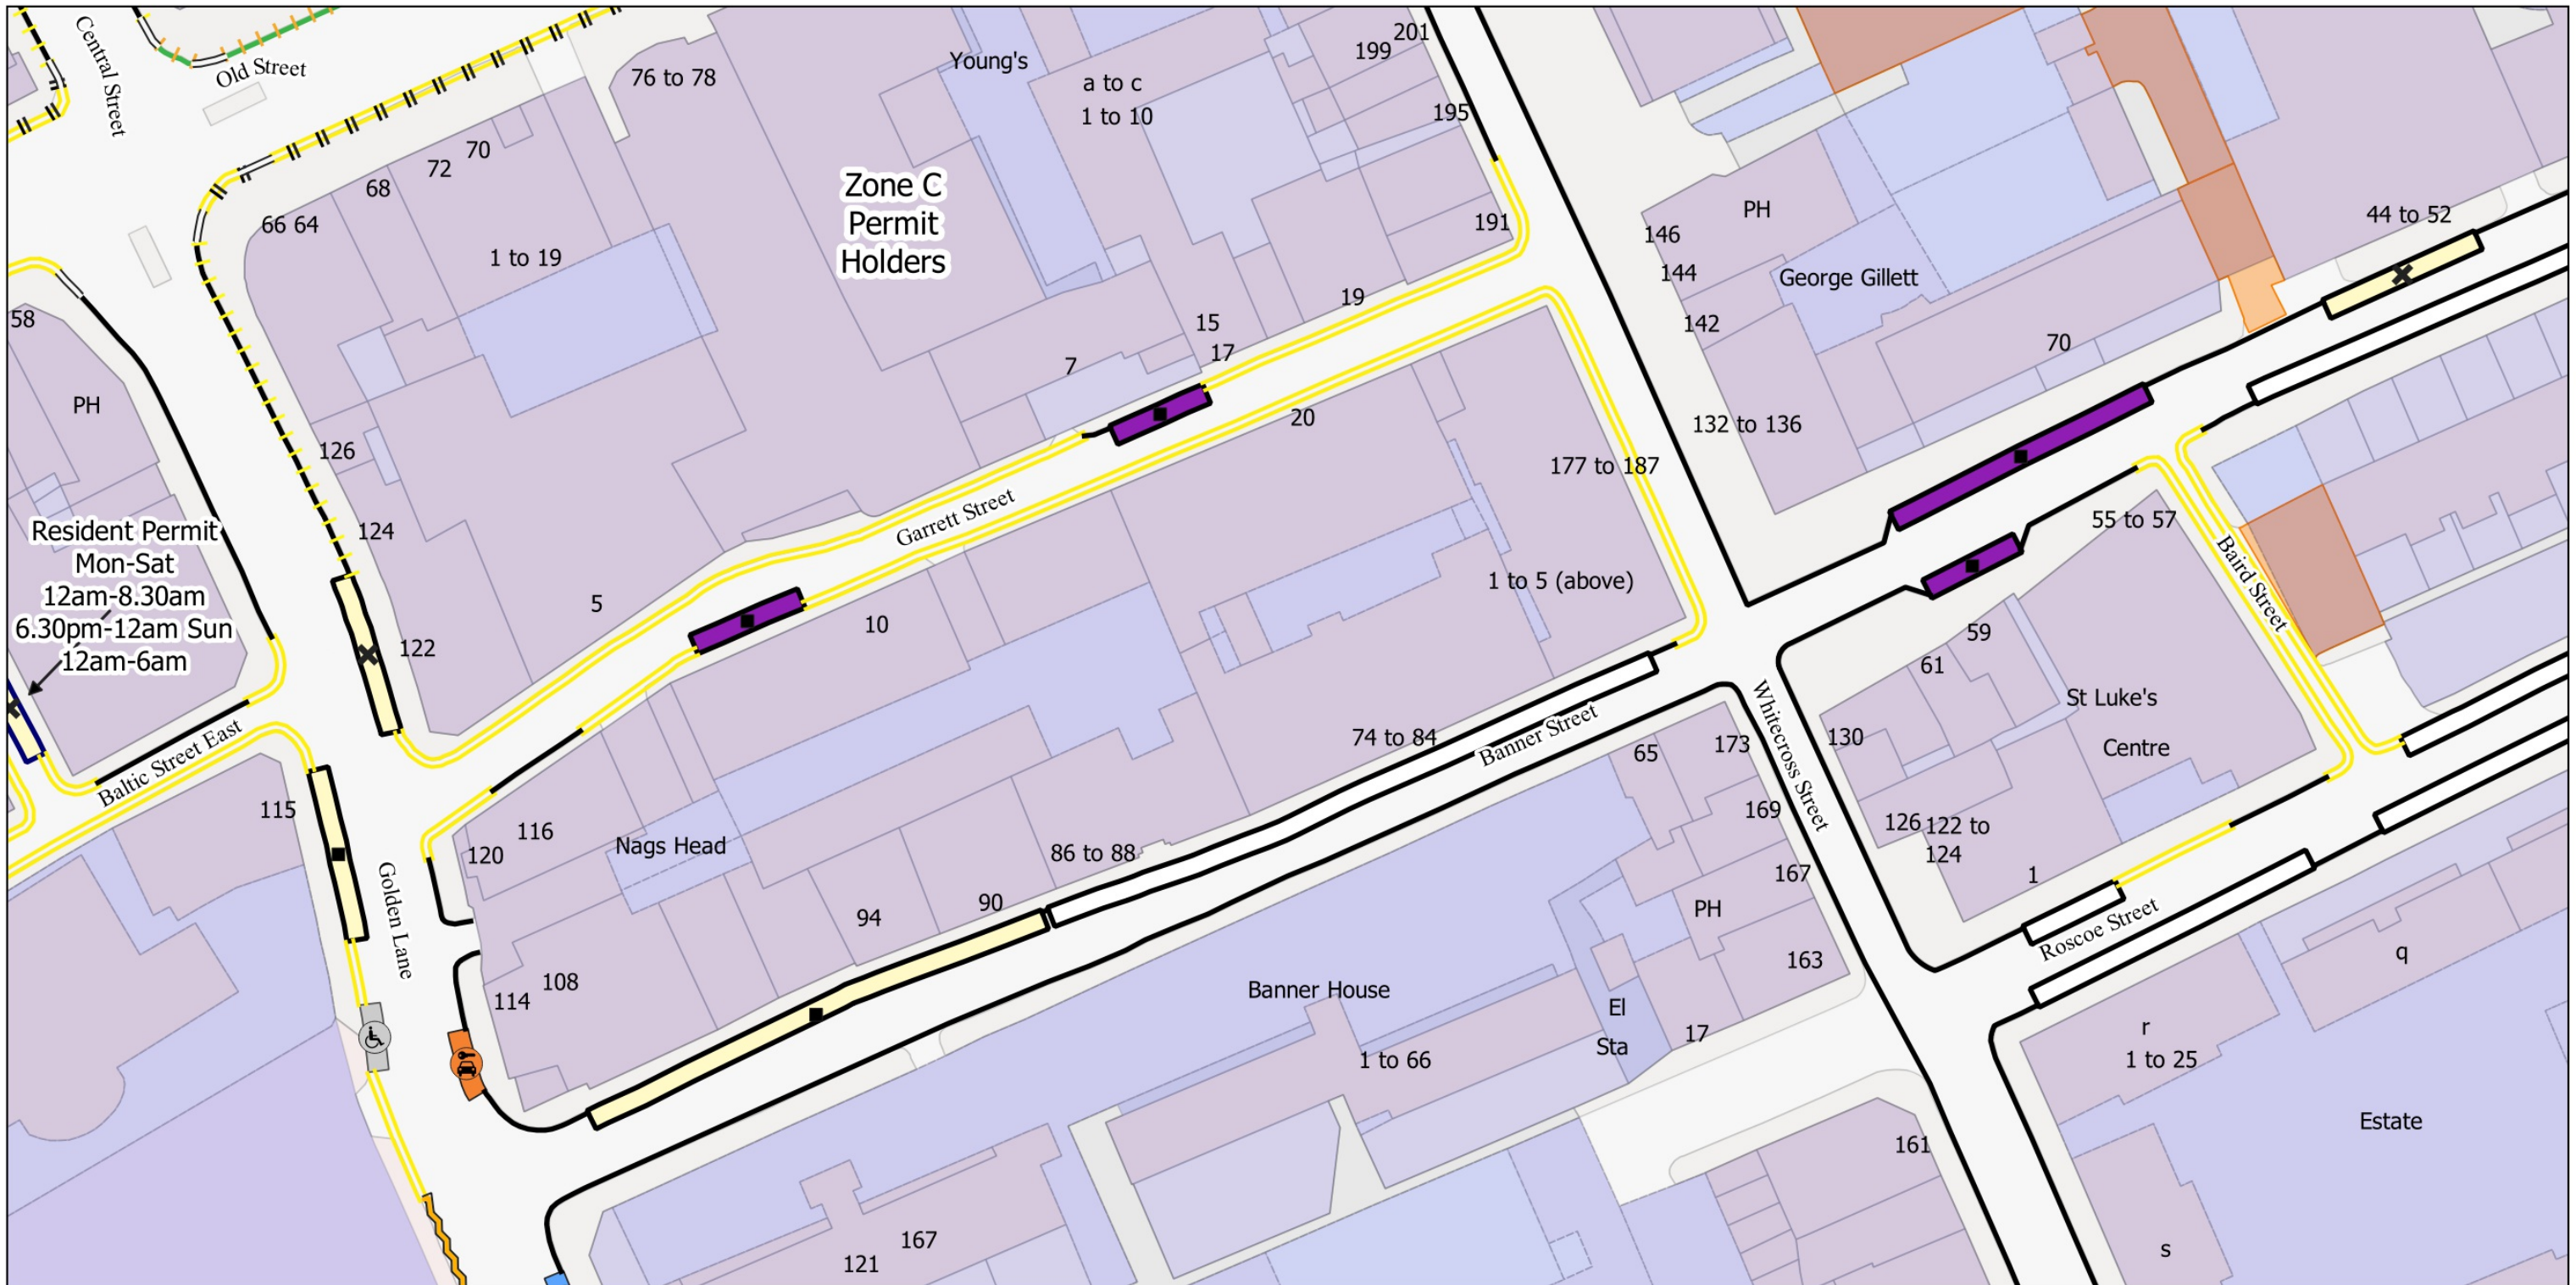 Central Street
Old Street
76 to 78
Young's
a to c
1 to 10
199
201
195
191
72
70
68
66 64
1 to 19
Zone C
Permit
Holders
PH
146
144
142
George Gillett
132 to 136
70
44 to 52
58
PH
126
124
122
Resident Permit
Mon-Sat
12am-8.30am
6.30pm-12am Sun
12am-6am
Baltic Street East
115
5
7
15
17
19
20
Garrett Street
10
177 to 187
1 to 5 (above)
55 to 57
Baird Street
59
61
St Luke's
Centre
130
126
122 to
124
1
Roscoe Street
Whitecross Street
Banner Street
74 to 84
65
173
169
167
PH
163
El
Sta
17
86 to 88
90
94
116
120
Nags Head
Golden Lane
108
114
Banner House
1 to 66
167
121
161
q
r
1 to 25
Estate
s